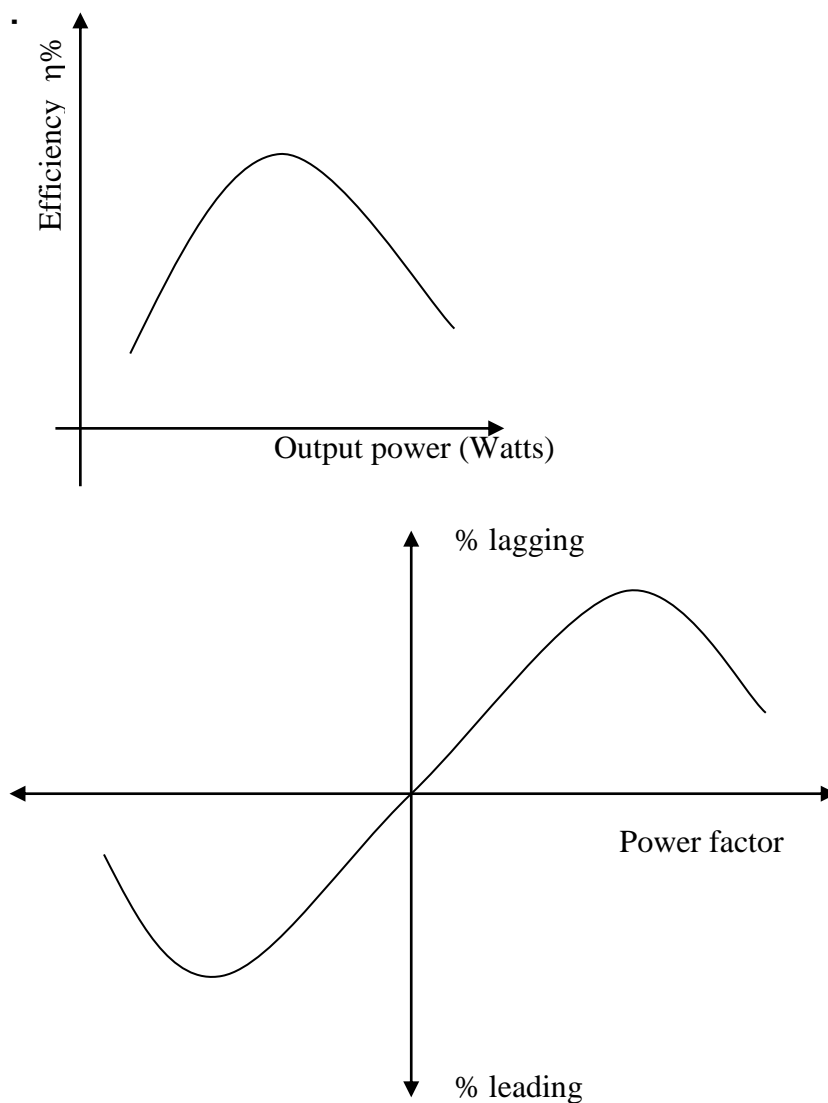 Efficiency η%
Output power (Watts)
% lagging
Power factor
% leading